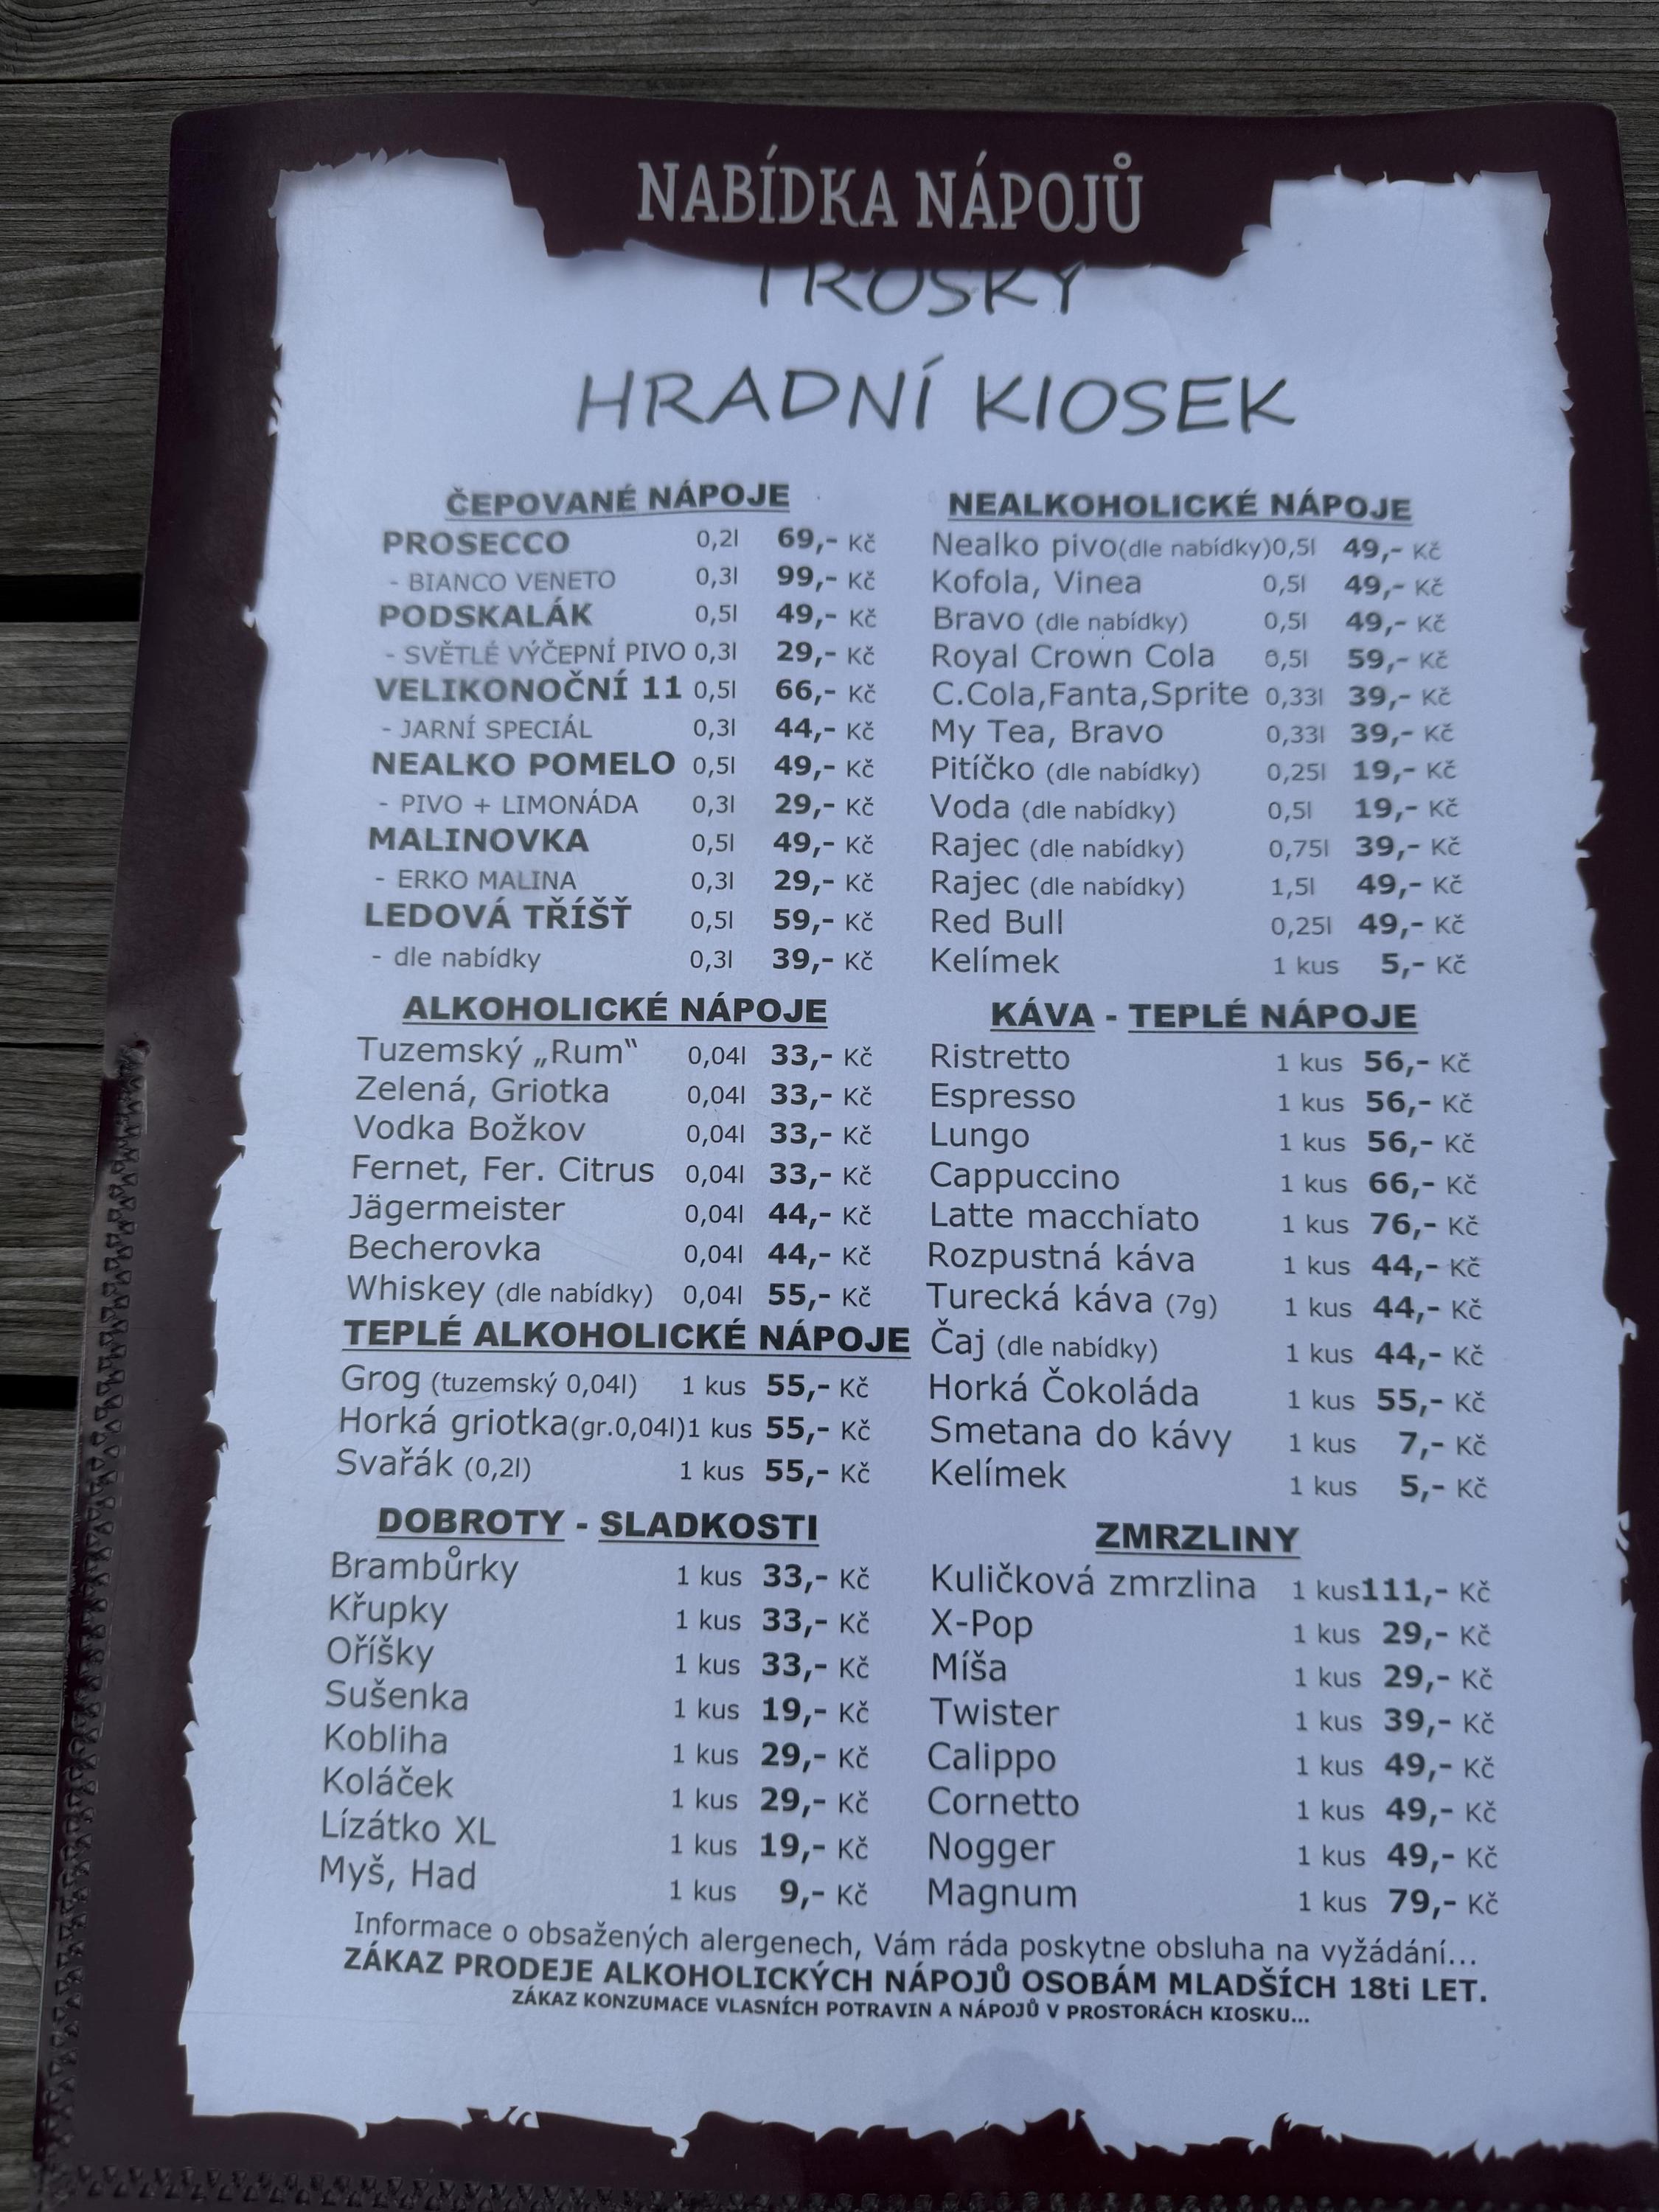 NABÍDKA NÁPOJŮ
TROSKY
HRADNÍ KIOSEK
ČEPOVANÉ NÁPOJE
PROSECCO 0,2l 69,- Kč
- BIANCO VENETO 0,3l 99,- Kč
PODSKALÁK 0,5l 49,- Kč
- SVĚTLÉ VÝČEPNÍ PIVO 0,3l 29,- Kč
VELIKONOČNÍ 11 0,5l 66,- Kč
- JARNÍ SPECIÁL 0,3l 44,- Kč
NEALKO POMELO 0,5l 49,- Kč
- PIVO + LIMONÁDA 0,3l 29,- Kč
MALINOVKA 0,5l 49,- Kč
- ERKO MALINA 0,3l 29,- Kč
LEDOVÁ TŘÍŠŤ 0,5l 59,- Kč
- dle nabídky 0,3l 39,- Kč
ALKOHOLICKÉ NÁPOJE
Tuzemský „Rum“ 0,04l 33,- Kč
Zelená, Griotka 0,04l 33,- Kč
Vodka Božkov 0,04l 33,- Kč
Fernet, Fer. Citrus 0,04l 33,- Kč
Jägermeister 0,04l 44,- Kč
Becherovka 0,04l 44,- Kč
Whiskey (dle nabídky) 0,04l 55,- Kč
TEPLÉ ALKOHOLICKÉ NÁPOJE
Grog (tuzemský 0,04l) 1 kus 55,- Kč
Horká griotka(gr.0,04l)1 kus 55,- Kč
Svařák (0,2l) 1 kus 55,- Kč
DOBROTY - SLADKOSTI
Brambůrky 1 kus 33,- Kč
Křupky 1 kus 33,- Kč
Oříšky 1 kus 33,- Kč
Sušenka 1 kus 19,- Kč
Kobliha 1 kus 29,- Kč
Koláček 1 kus 29,- Kč
Lízátko XL 1 kus 19,- Kč
Myš, Had 1 kus 9,- Kč
NEALKOHOLICKÉ NÁPOJE
Nealko pivo(dle nabídky)0,5l 49,- Kč
Kofola, Vinea 0,5l 49,- Kč
Bravo (dle nabídky) 0,5l 49,- Kč
Royal Crown Cola 0,5l 59,- Kč
C.Cola,Fanta,Sprite 0,33l 39,- Kč
My Tea, Bravo 0,33l 39,- Kč
Pitíčko (dle nabídky) 0,25l 19,- Kč
Voda (dle nabídky) 0,5l 19,- Kč
Rajec (dle nabídky) 0,75l 39,- Kč
Rajec (dle nabídky) 1,5l 49,- Kč
Red Bull 0,25l 49,- Kč
Kelímek 1 kus 5,- Kč
KÁVA - TEPLÉ NÁPOJE
Ristretto 1 kus 56,- Kč
Espresso 1 kus 56,- Kč
Lungo 1 kus 56,- Kč
Cappuccino 1 kus 66,- Kč
Latte macchiato 1 kus 76,- Kč
Rozpustná káva 1 kus 44,- Kč
Turecká káva (7g) 1 kus 44,- Kč
Čaj (dle nabídky) 1 kus 44,- Kč
Horká Čokoláda 1 kus 55,- Kč
Smetana do kávy 1 kus 7,- Kč
Kelímek 1 kus 5,- Kč
ZMRZLINY
Kuličková zmrzlina 1 kus111,- Kč
X-Pop 1 kus 29,- Kč
Míša 1 kus 29,- Kč
Twister 1 kus 39,- Kč
Calippo 1 kus 49,- Kč
Cornetto 1 kus 49,- Kč
Nogger 1 kus 49,- Kč
Magnum 1 kus 79,- Kč
Informace o obsažených alergenech, Vám ráda poskytne obsluha na vyžádání...
ZÁKAZ PRODEJE ALKOHOLICKÝCH NÁPOJŮ OSOBÁM MLADŠÍCH 18ti LET.
ZÁKAZ KONZUMACE VLASNÍCH POTRAVIN A NÁPOJŮ V PROSTORÁCH KIOSKU...